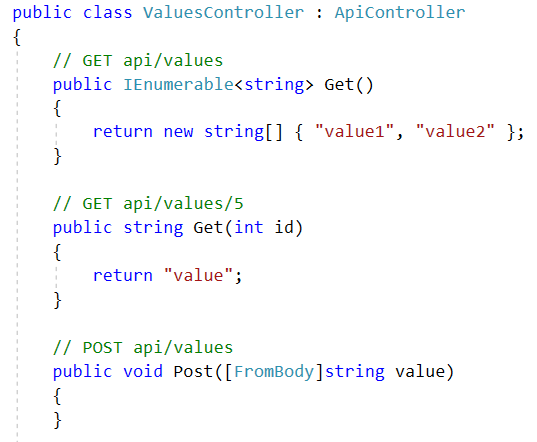 public class ValuesController : ApiController
{
// GET api/values
public IEnumerable<string> Get()
{
return new string[] { "value1", "value2" };
}
// GET api/values/5
public string Get(int id)
{
return "value";
}
// POST api/values
public void Post([FromBody]string value)
{
}